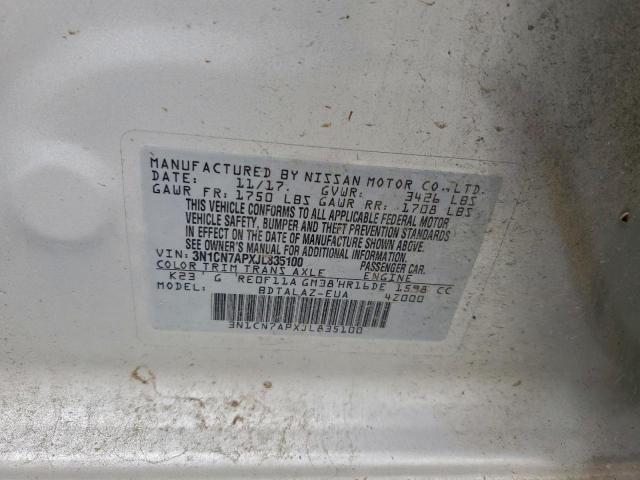 MANUFACTURED BY NISSAN MOTOR CO.,LTD.
DATE: 11/17. GVWR: 3426 LBS
GAWR FR: 1750 LBS GAWR RR: 1708 LBS
THIS VEHICLE CONFORMS TO ALL APPLICABLE FEDERAL MOTOR
VEHICLE SAFETY, BUMPER AND THEFT PREVENTION STANDARDS
IN EFFECT ON THE DATE OF MANUFACTURE SHOWN ABOVE.
SEE OWNER'S MANUAL FOR ADDITIONAL INFORMATION.
VIN: 3N1CN7APXJL835100 PASSENGER CAR.
COLOR TRIM TRANS AXLE ENGINE
K23 G RE0F11A GM38 HR16DE 1598 CC
BDTALAZ-EUA 42000
3N1CN7APXJL835100